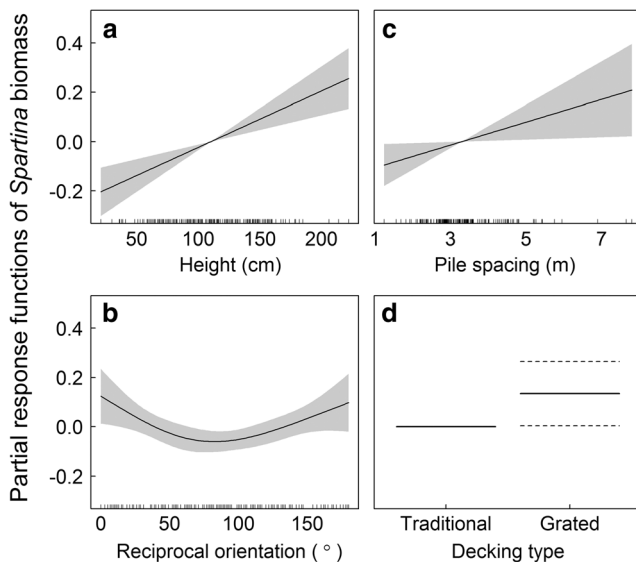 Partial response functions of Spartina biomass
a
0.4
0.2
0.0
-0.2
50 100 150 200
Height (cm)
c
1 3 5 7
Pile spacing (m)
b
0.4
0.2
0.0
-0.2
0 50 100 150
Reciprocal orientation ( ° )
d
Traditional Grated
Decking type